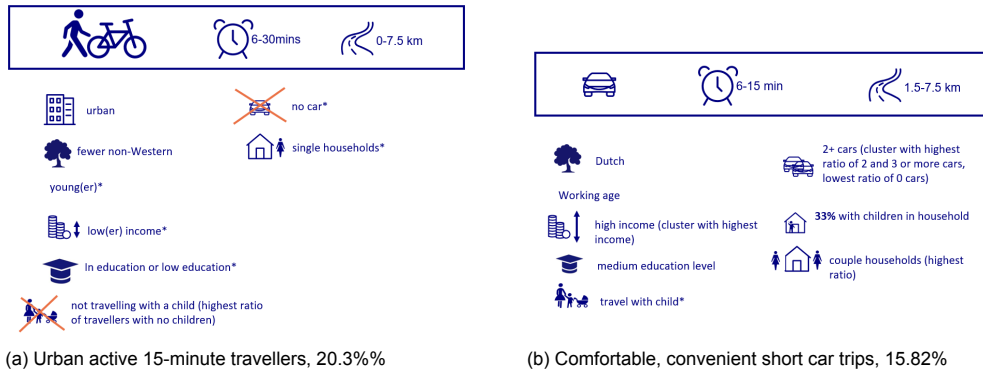 6-30mins
0-7.5 km
urban
no car*
fewer non-Western
single households*
young(er)*
low(er) income*
In education or low education*
not travelling with a child (highest ratio
of travellers with no children)
(a) Urban active 15-minute travellers, 20.3%%
6-15 min
1.5-7.5 km
Dutch
2+ cars (cluster with highest
ratio of 2 and 3 or more cars,
lowest ratio of 0 cars)
Working age
high income (cluster with highest
income)
33% with children in household
medium education level
couple households (highest
ratio)
travel with child*
(b) Comfortable, convenient short car trips, 15.82%